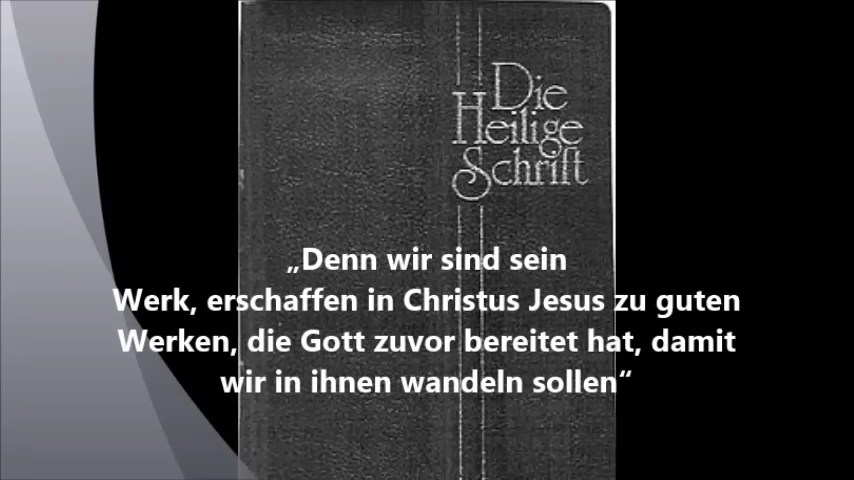 Die
Heilige
Schrift
„Denn wir sind sein
Werk, erschaffen in Christus Jesus zu guten
Werken, die Gott zuvor bereitet hat, damit
wir in ihnen wandeln sollen“